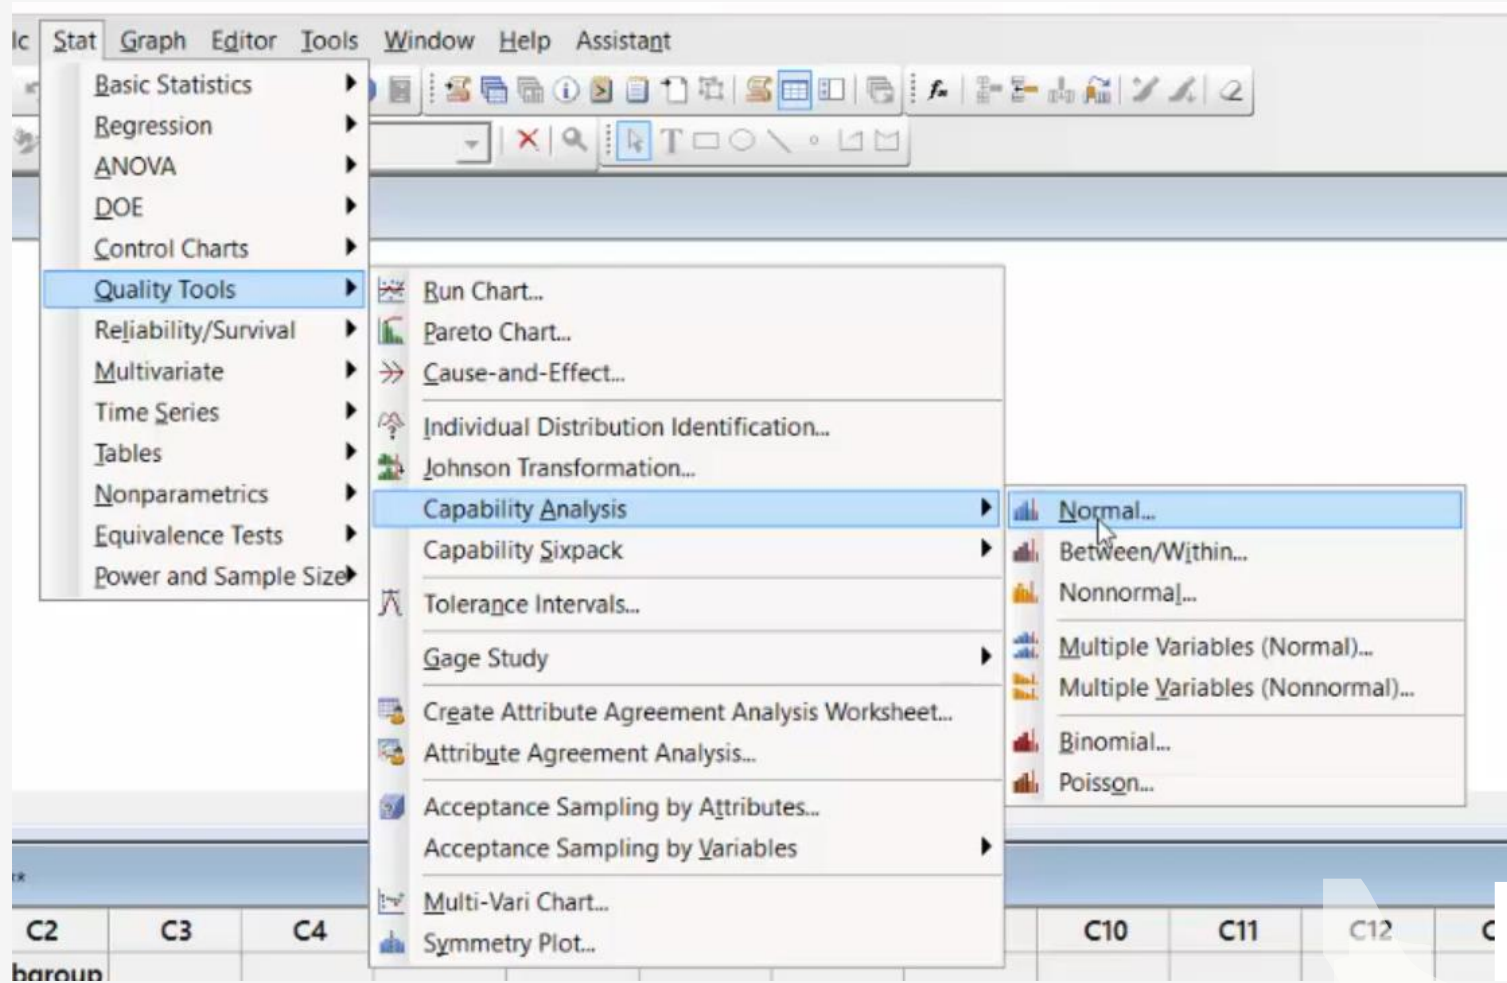 lc Stat Graph Editor Tools Window Help Assistant
Basic Statistics
Regression
ANOVA
DOE
Control Charts
Quality Tools
Reliability/Survival
Multivariate
Time Series
Tables
Nonparametrics
Equivalence Tests
Power and Sample Size
Run Chart...
Pareto Chart...
Cause-and-Effect...
Individual Distribution Identification...
Johnson Transformation...
Capability Analysis
Capability Sixpack
Tolerance Intervals...
Gage Study
Create Attribute Agreement Analysis Worksheet...
Attribute Agreement Analysis...
Acceptance Sampling by Attributes...
Acceptance Sampling by Variables
Multi-Vari Chart...
Symmetry Plot...
Normal...
Between/Within...
Nonnormal...
Multiple Variables (Normal)...
Multiple Variables (Nonnormal)...
Binomial...
Poisson...
**
C2 C3 C4 C10 C11 C12 C
bgroup